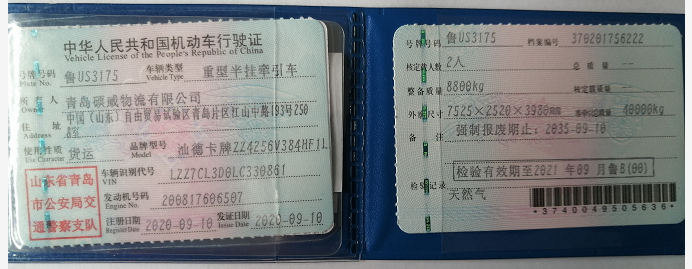 中华人民共和国机动车行驶证
Vehicle License of the People's Republic of China
号牌号码 鲁US3175 车辆类型 重型半挂牵引车
Plate No. Vehicle Type
所有人 青岛硕威物流有限公司
Owner
住址 中国(山东)自由贸易试验区青岛片区江山中路193号250
Address
使用性质 货运 品牌型号 汕德卡牌ZZ4256V384HF1L
Use Character Model
山东省青岛
市公安局交
通警察支队
车辆识别代号 LZZ7CL3D0LC330861
VIN
发动机号码 200817606507
Engine No.
注册日期 2020-09-10 发证日期 2020-09-10
Register Date Issue Date
号牌号码 鲁US3175 档案编号 370201756222
核定载人数 2人 总质量 --
整备质量 8800kg 核定载质量 --
外廓尺寸 7525×2520×3980mm 准牵引总质量 40000kg
备注 强制报废期止:2035-09-10
检验有效期至2021年09月鲁B(00)
检验记录
天然气
*3740049505636*